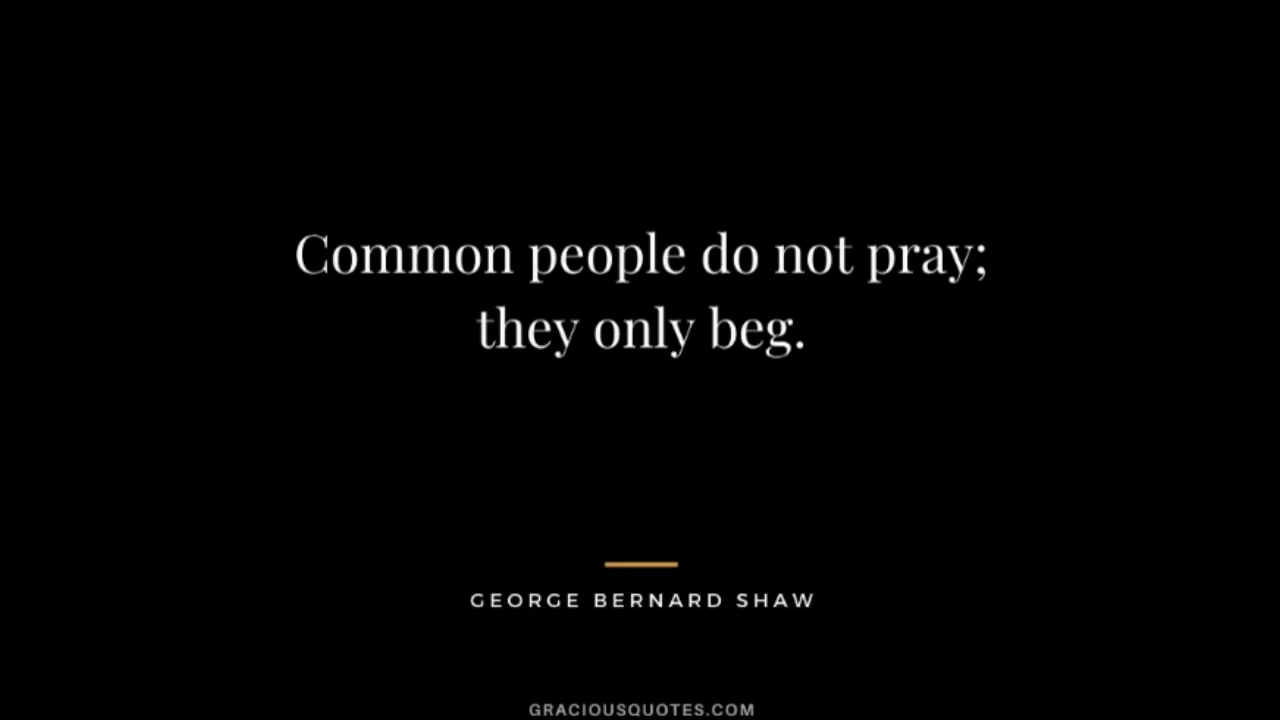 Common people do not pray;
they only beg.
GEORGE BERNARD SHAW
GRACIOUSQUOTES.COM